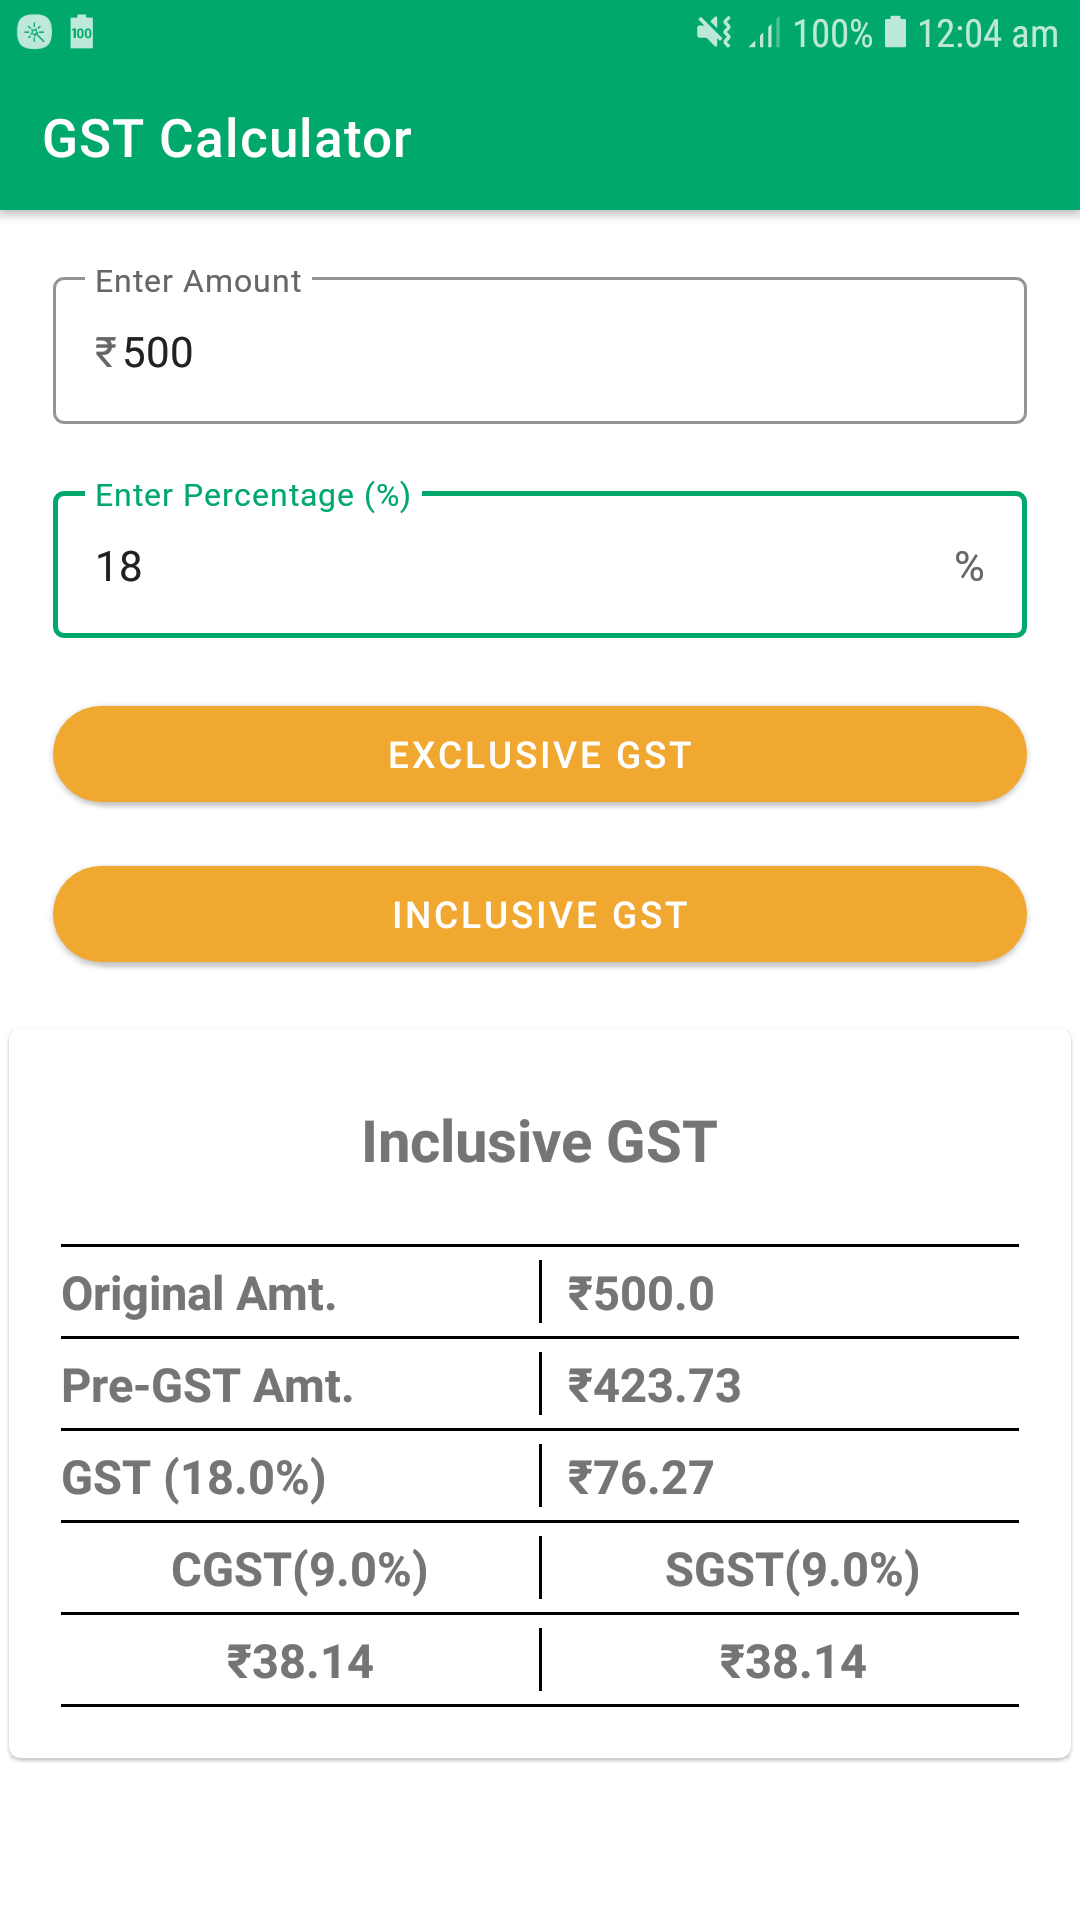 100 100% 12:04 am
GST Calculator
Enter Amount
₹500
Enter Percentage (%)
18 %
EXCLUSIVE GST
INCLUSIVE GST
Inclusive GST
Original Amt. ₹500.0
Pre-GST Amt. ₹423.73
GST (18.0%) ₹76.27
CGST(9.0%) SGST(9.0%)
₹38.14 ₹38.14